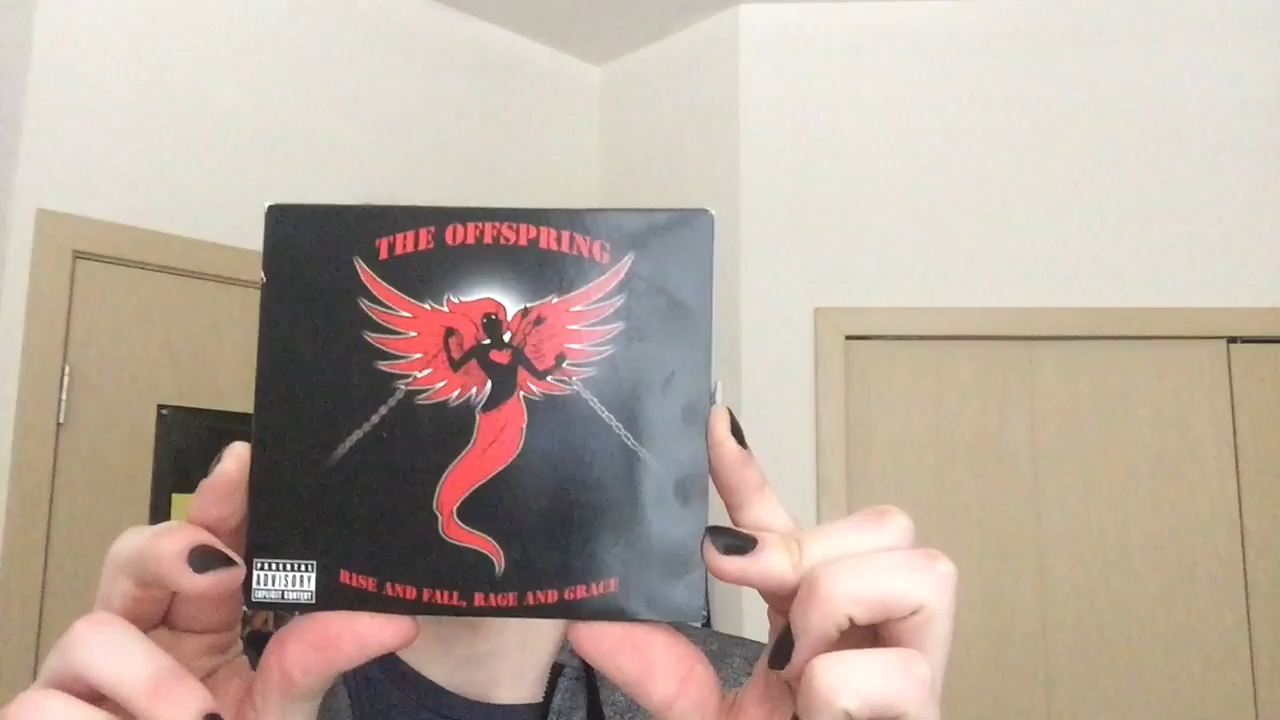 THE OFFSPRING
PARENTAL
ADVISORY
EXPLICIT CONTENT
RISE AND FALL, RAGE AND GRACE